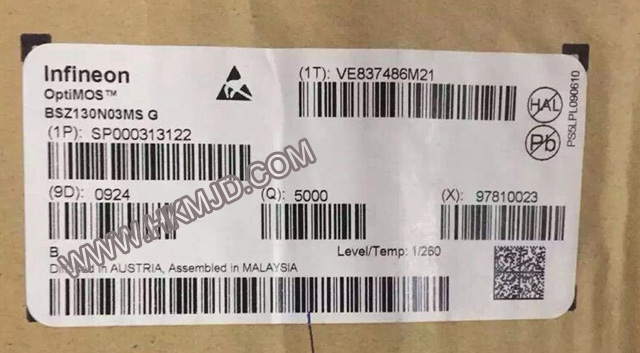 Infineon
OptiMOS™
BSZ130N03MS G
(1P): SP000313122
(1T): VE837486M21
HAL
Pb
PS5LPL090610
(9D): 0924
(Q): 5000
(X): 97810023
B
Level/Temp: 1/260
in AUSTRIA, Assembled in MALAYSIA
WWW.HKMJD.COM